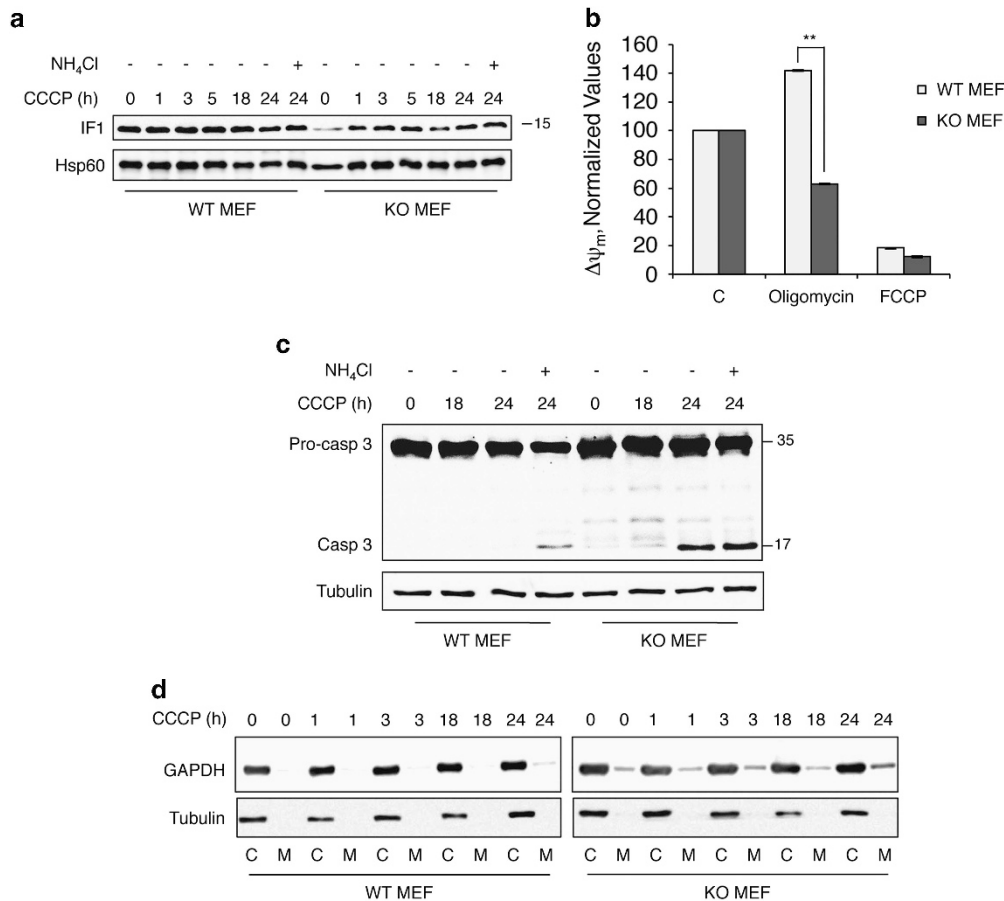 a
NH₄Cl - - - - - - + - - - - - - +
CCCP (h) 0 1 3 5 18 24 24 0 1 3 5 18 24 24
IF1 –15
Hsp60
WT MEF KO MEF
b
160
140
120
100
80
60
40
20
0
Δψm, Normalized Values
**
WT MEF
KO MEF
C Oligomycin FCCP
c
NH₄Cl - - - + - - - +
CCCP (h) 0 18 24 24 0 18 24 24
Pro-casp 3 –35
Casp 3 –17
Tubulin
WT MEF KO MEF
d
CCCP (h) 0 0 1 1 3 3 18 18 24 24 0 0 1 1 3 3 18 18 24 24
GAPDH
Tubulin
C M C M C M C M C M C M C M C M C M C M
WT MEF KO MEF